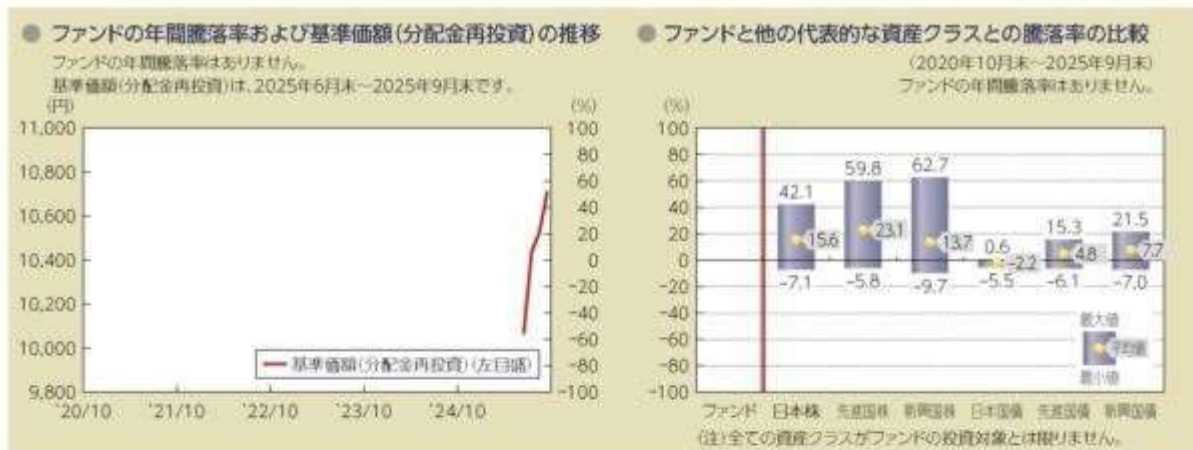 ● ファンドの年間騰落率および基準価額(分配金再投資)の推移
ファンドの年間騰落率はありません。
基準価額(分配金再投資)は、2025年6月末～2025年9月末です。
(円)
(%)
11,000
10,800
10,600
10,400
10,200
10,000
9,800
100
80
60
40
20
0
-20
-40
-60
-80
-100
基準価額(分配金再投資)(左目盛)
'20/10 '21/10 '22/10 '23/10 '24/10
● ファンドと他の代表的な資産クラスとの騰落率の比較
(2020年10月末～2025年9月末)
ファンドの年間騰落率はありません。
(%)
100
80
60
40
20
0
-20
-40
-60
-80
-100
42.1 59.8 62.7 0.6 15.3 21.5
15.6 23.1 13.7 -2.2 4.8 7.7
-7.1 -5.8 -9.7 -5.5 -6.1 -7.0
最大値
平均値
最小値
ファンド 日本株 先進国株 新興国株 日本国債 先進国債 新興国債
(注)全ての資産クラスがファンドの投資対象とは限りません。